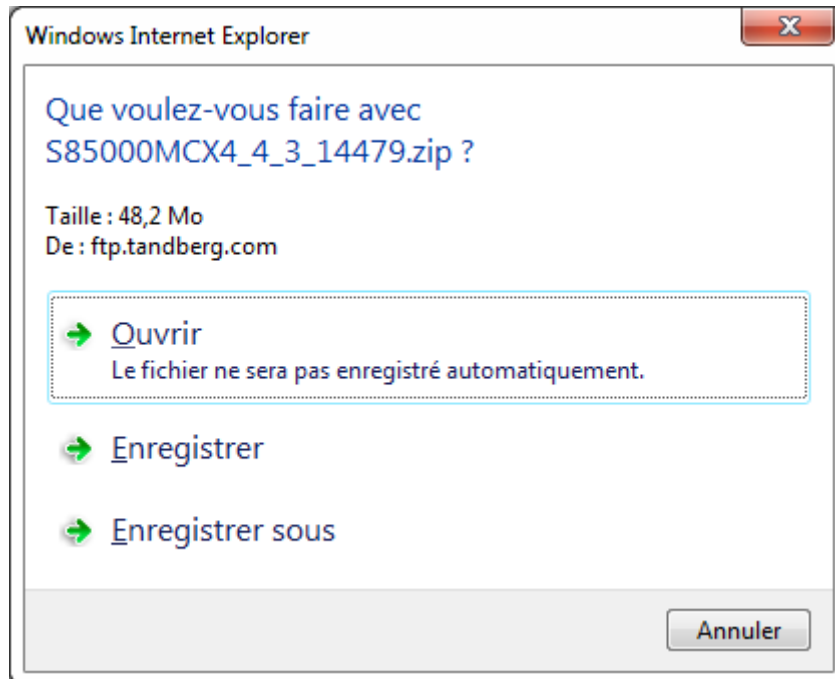 Windows Internet Explorer
Que voulez-vous faire avec
S85000MCX4_4_3_14479.zip ?
Taille : 48,2 Mo
De : ftp.tandberg.com
Ouvrir
Le fichier ne sera pas enregistré automatiquement.
Enregistrer
Enregistrer sous
Annuler